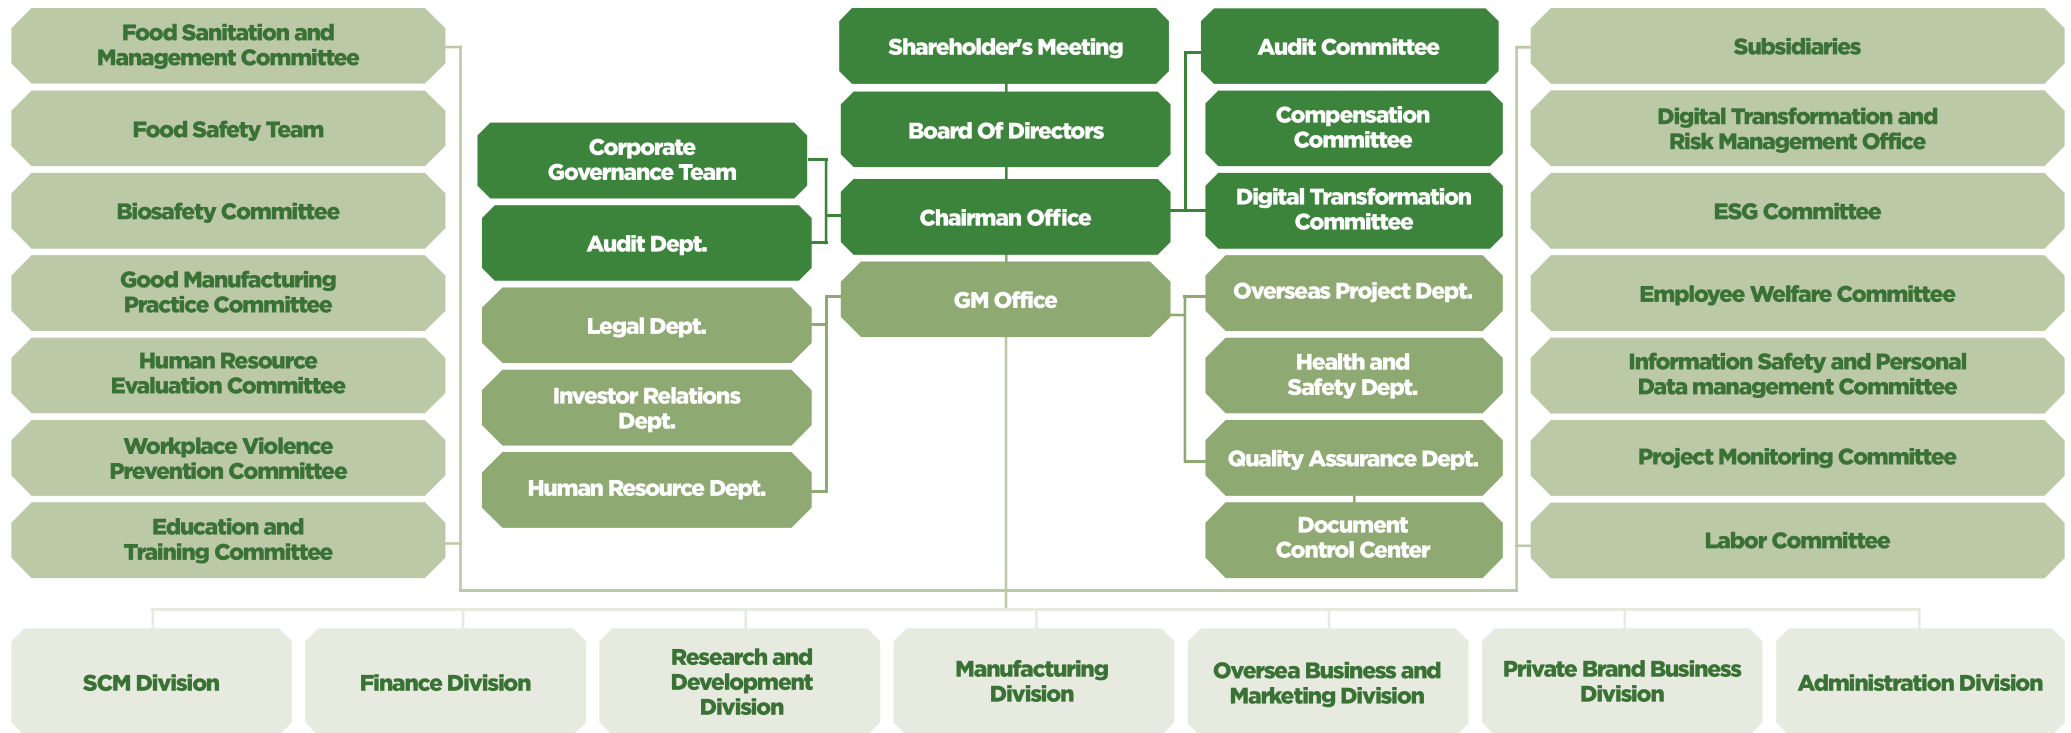 Food Sanitation and
Management Committee
Food Safety Team
Biosafety Committee
Good Manufacturing
Practice Committee
Human Resource
Evaluation Committee
Workplace Violence
Prevention Committee
Education and
Training Committee
Corporate
Governance Team
Audit Dept.
Legal Dept.
Investor Relations
Dept.
Human Resource Dept.
Shareholder's Meeting
Board Of Directors
Chairman Office
GM Office
Audit Committee
Compensation
Committee
Digital Transformation
Committee
Overseas Project Dept.
Health and
Safety Dept.
Quality Assurance Dept.
Document
Control Center
Subsidiaries
Digital Transformation and
Risk Management Office
ESG Committee
Employee Welfare Committee
Information Safety and Personal
Data management Committee
Project Monitoring Committee
Labor Committee
SCM Division
Finance Division
Research and
Development
Division
Manufacturing
Division
Oversea Business and
Marketing Division
Private Brand Business
Division
Administration Division